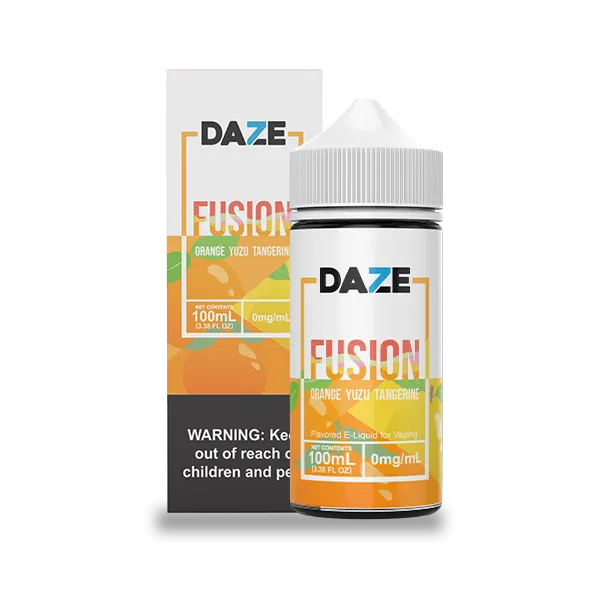 DAZE
FUSION
ORANGE YUZU TANGERINE
NET CONTENTS
100mL
(3.38 FL OZ)
0mg/mL
WARNING: Kee
out of reach o
children and pe
DAZE
FUSION
ORANGE YUZU TANGERINE
Flavored E-Liquid for Vaping
NET CONTENTS
100mL
(3.38 FL OZ)
0mg/mL